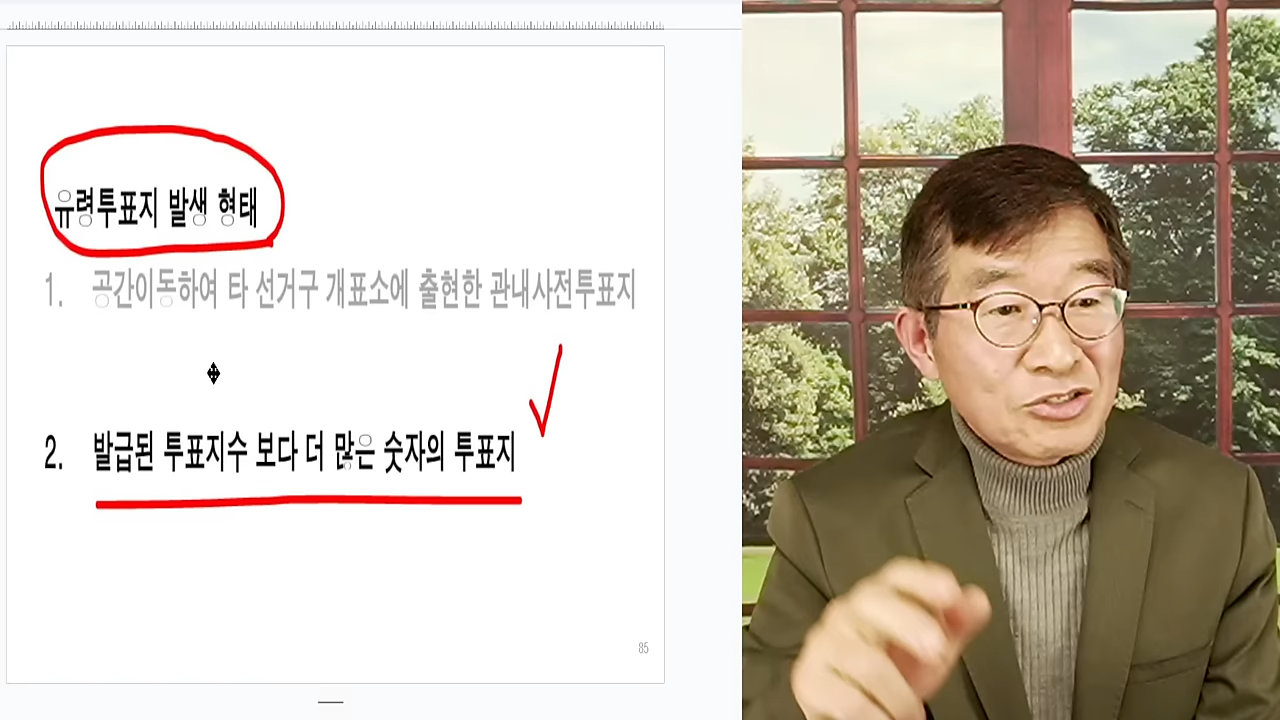 유령투표지 발생 형태
1. 공간이동하여 타 선거구 개표소에 출현한 관내사전투표지
2. 발급된 투표지수 보다 더 많은 숫자의 투표지
85